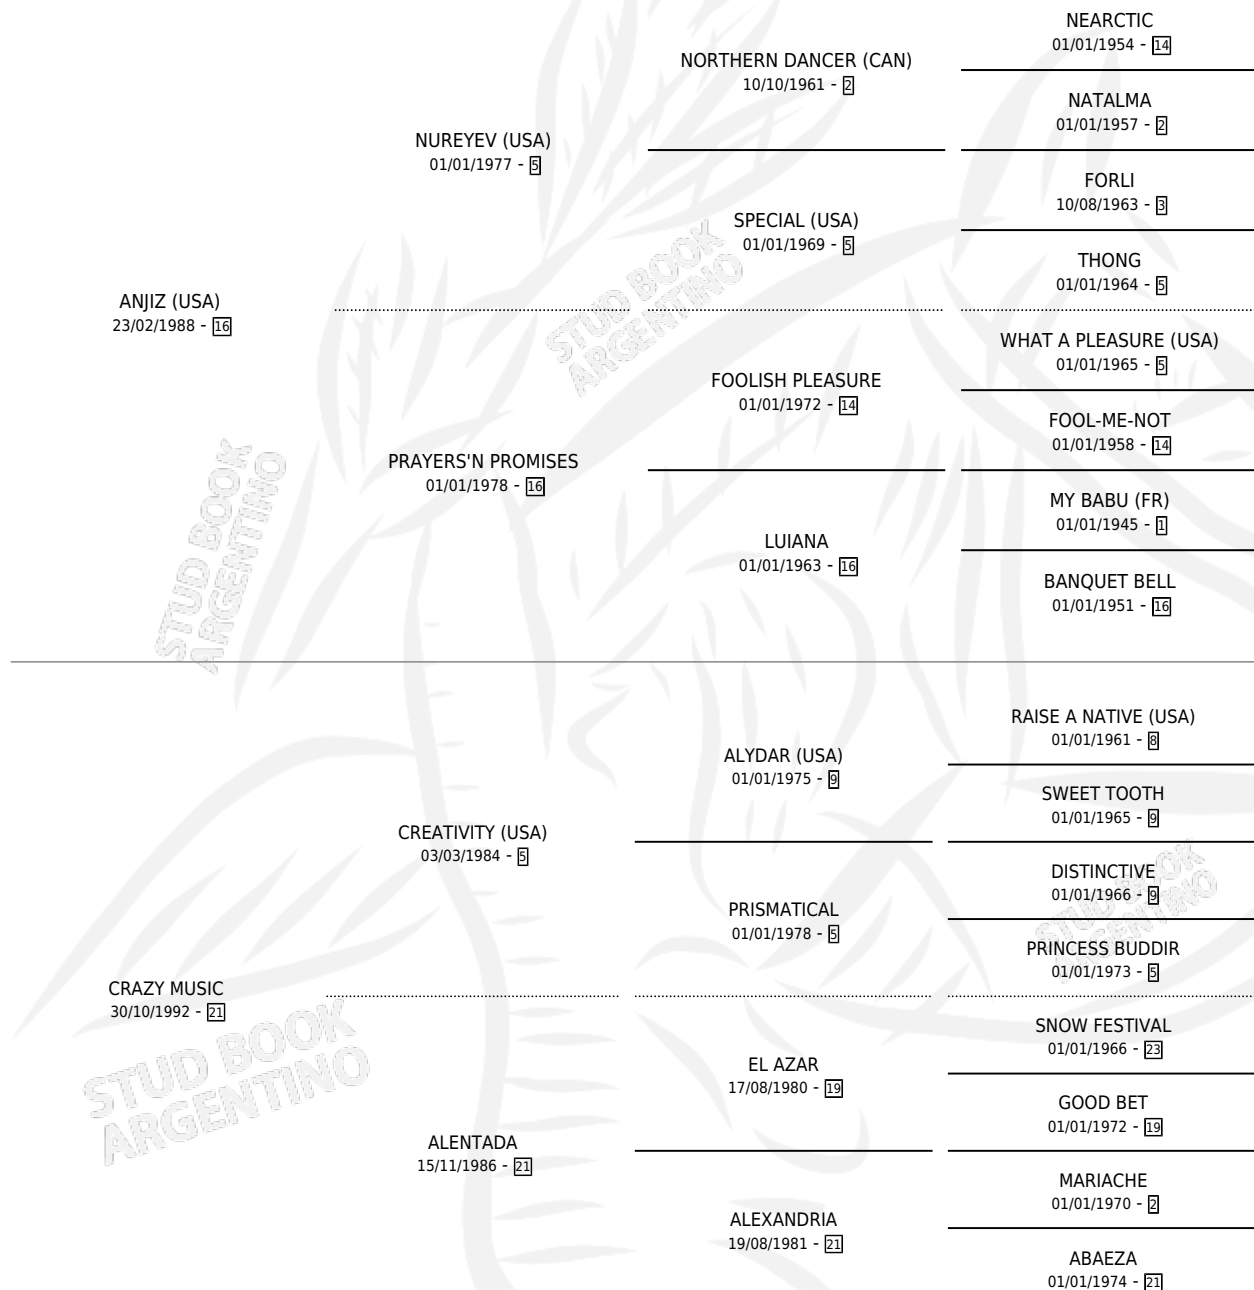 NEARCTIC
01/01/1954 - 14
NORTHERN DANCER (CAN)
10/10/1961 - 2
NATALMA
01/01/1957 - 2
NUREYEV (USA)
01/01/1977 - 5
FORLI
10/08/1963 - 3
SPECIAL (USA)
01/01/1969 - 5
THONG
01/01/1964 - 5
ANJIZ (USA)
23/02/1988 - 16
WHAT A PLEASURE (USA)
01/01/1965 - 5
FOOLISH PLEASURE
01/01/1972 - 14
FOOL-ME-NOT
01/01/1958 - 14
PRAYERS'N PROMISES
01/01/1978 - 16
MY BABU (FR)
01/01/1945 - 1
LUIANA
01/01/1963 - 16
BANQUET BELL
01/01/1951 - 16
RAISE A NATIVE (USA)
01/01/1961 - 8
ALYDAR (USA)
01/01/1975 - 9
SWEET TOOTH
01/01/1965 - 9
CREATIVITY (USA)
03/03/1984 - 5
DISTINCTIVE
01/01/1966 - 9
PRISMATICAL
01/01/1978 - 5
PRINCESS BUDDIR
01/01/1973 - 5
CRAZY MUSIC
30/10/1992 - 21
SNOW FESTIVAL
01/01/1966 - 23
EL AZAR
17/08/1980 - 19
GOOD BET
01/01/1972 - 19
ALENTADA
15/11/1986 - 21
MARIACHE
01/01/1970 - 2
ALEXANDRIA
19/08/1981 - 21
ABAEZA
01/01/1974 - 21
STUD BOOK
ARGENTINO
STUD BOOK
ARGENTINO
STUD BOOK
ARGENTINO
STUD BOOK
ARGENTINO